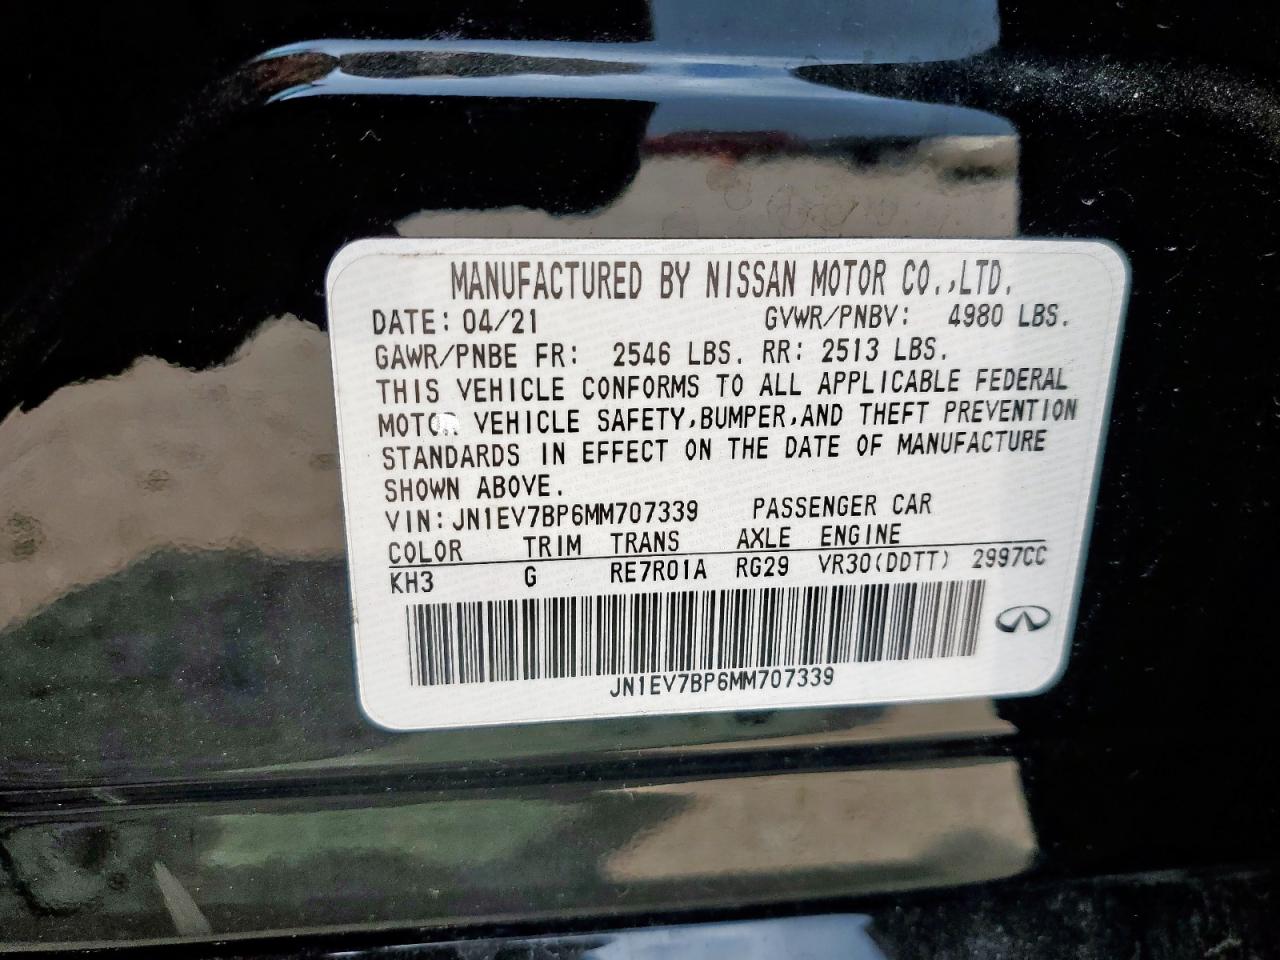 MANUFACTURED BY NISSAN MOTOR CO.,LTD.
DATE: 04/21 GVWR/PNBV: 4980 LBS.
GAWR/PNBE FR: 2546 LBS. RR: 2513 LBS.
THIS VEHICLE CONFORMS TO ALL APPLICABLE FEDERAL
MOTOR VEHICLE SAFETY,BUMPER,AND THEFT PREVENTION
STANDARDS IN EFFECT ON THE DATE OF MANUFACTURE
SHOWN ABOVE.
VIN: JN1EV7BP6MM707339 PASSENGER CAR
COLOR TRIM TRANS AXLE ENGINE
KH3 G RE7R01A RG29 VR30(DDTT) 2997CC
JN1EV7BP6MM707339